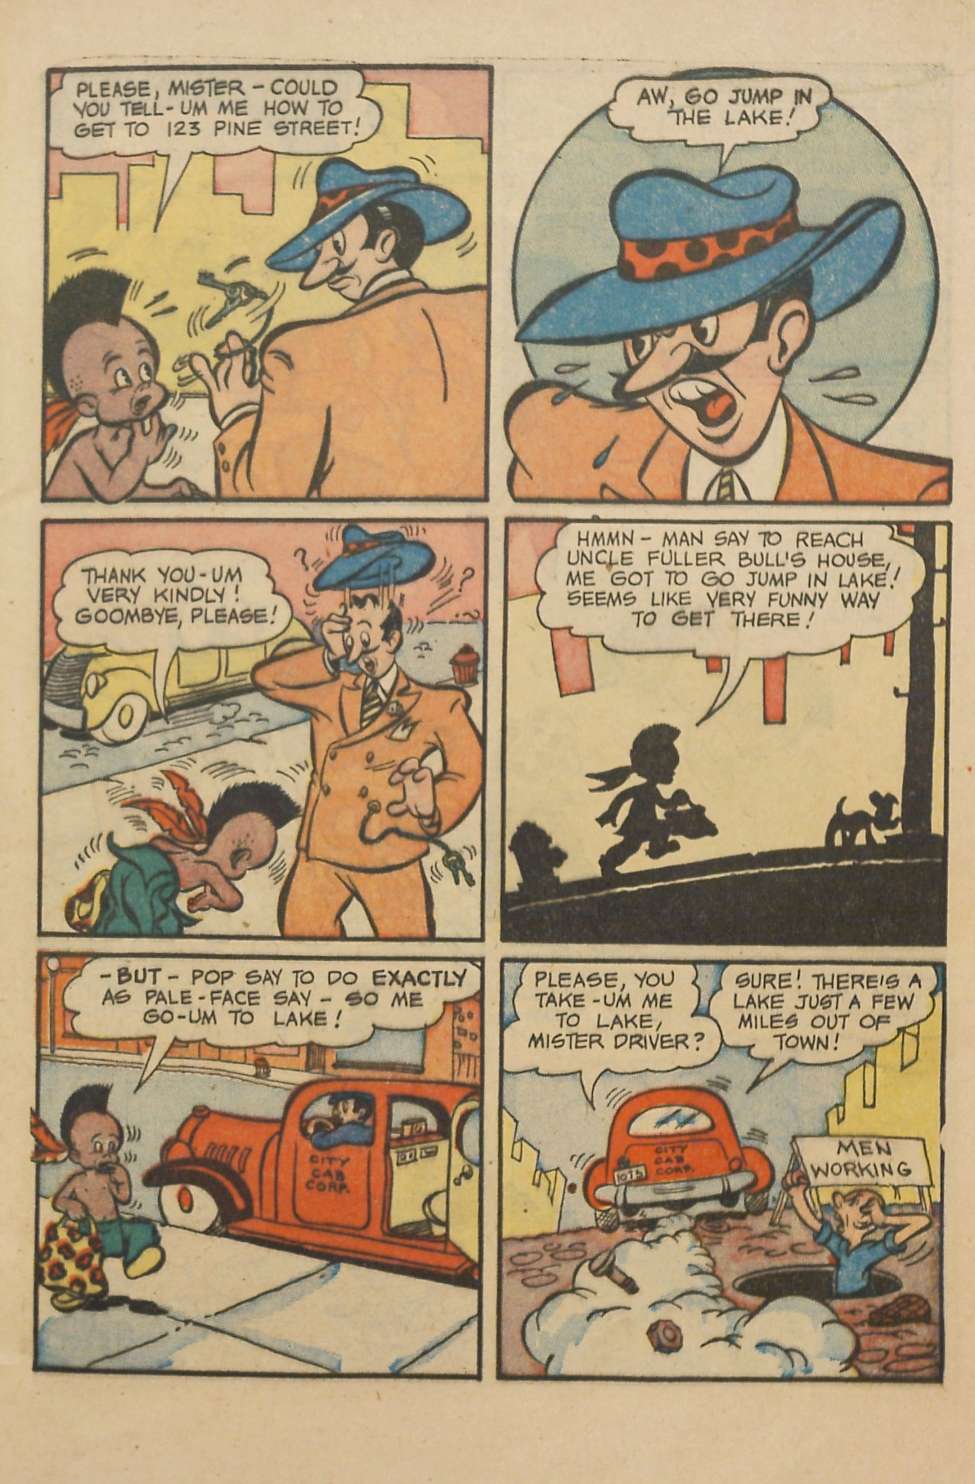 PLEASE, MISTER - COULD
YOU TELL-UM ME HOW TO
GET TO 123 PINE STREET!
AW, GO JUMP IN
THE LAKE!
THANK YOU-UM
VERY KINDLY!
GOOMBYE, PLEASE!
?
?
HMMN - MAN SAY TO REACH
UNCLE FULLER BULL'S HOUSE,
ME GOT TO GO JUMP IN LAKE!
SEEMS LIKE VERY FUNNY WAY
TO GET THERE!
-BUT- POP SAY TO DO EXACTLY
AS PALE-FACE SAY - SO ME
GO-UM TO LAKE!
CITY
CAB
CORP.
PLEASE, YOU
TAKE-UM ME
TO LAKE,
MISTER DRIVER?
SURE! THERE'S A
LAKE JUST A FEW
MILES OUT OF
TOWN!
CITY
CAB
CORP.
1075
MEN
WORKING